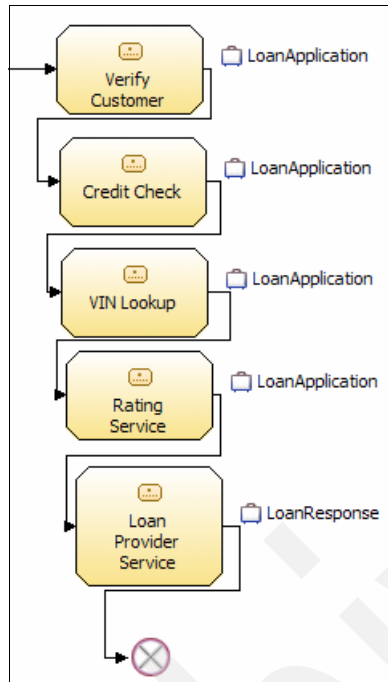 Verify
Customer
LoanApplication
Credit Check
LoanApplication
VIN Lookup
LoanApplication
Rating
Service
LoanApplication
Loan
Provider
Service
LoanResponse